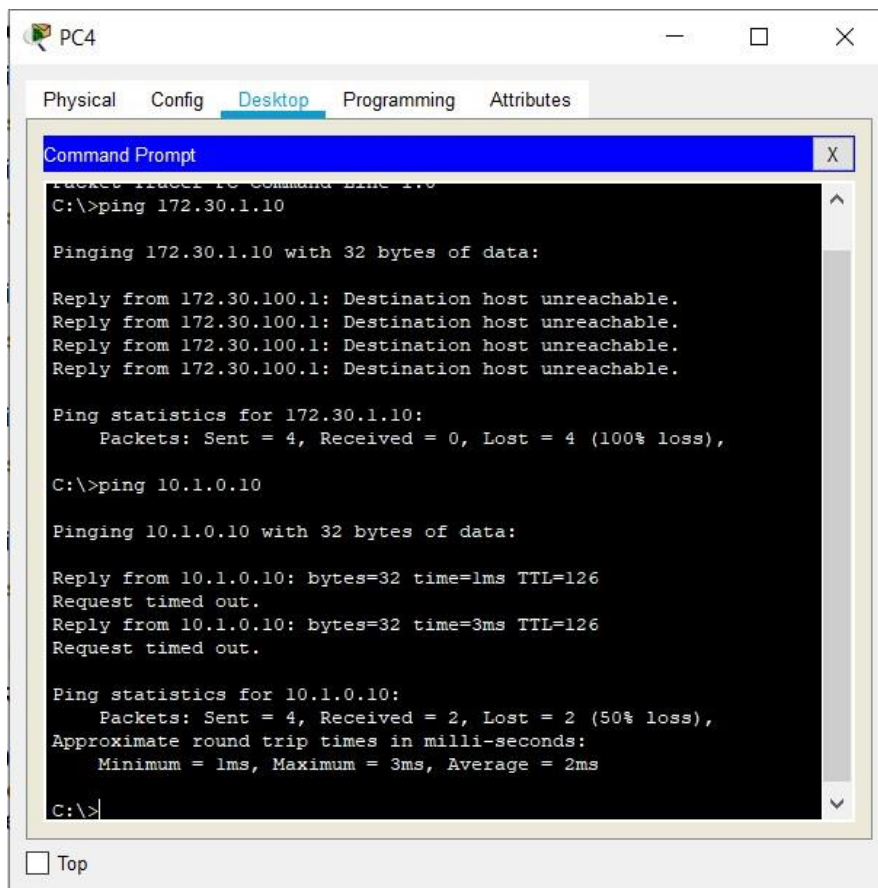 PC4
Physical Config Desktop Programming Attributes
Command Prompt X
Packet Tracer PC Command Line 1.0
C:\>ping 172.30.1.10
Pinging 172.30.1.10 with 32 bytes of data:
Reply from 172.30.100.1: Destination host unreachable.
Reply from 172.30.100.1: Destination host unreachable.
Reply from 172.30.100.1: Destination host unreachable.
Reply from 172.30.100.1: Destination host unreachable.
Ping statistics for 172.30.1.10:
Packets: Sent = 4, Received = 0, Lost = 4 (100% loss),
C:\>ping 10.1.0.10
Pinging 10.1.0.10 with 32 bytes of data:
Reply from 10.1.0.10: bytes=32 time=1ms TTL=126
Request timed out.
Reply from 10.1.0.10: bytes=32 time=3ms TTL=126
Request timed out.
Ping statistics for 10.1.0.10:
Packets: Sent = 4, Received = 2, Lost = 2 (50% loss),
Approximate round trip times in milli-seconds:
Minimum = 1ms, Maximum = 3ms, Average = 2ms
C:\>
Top